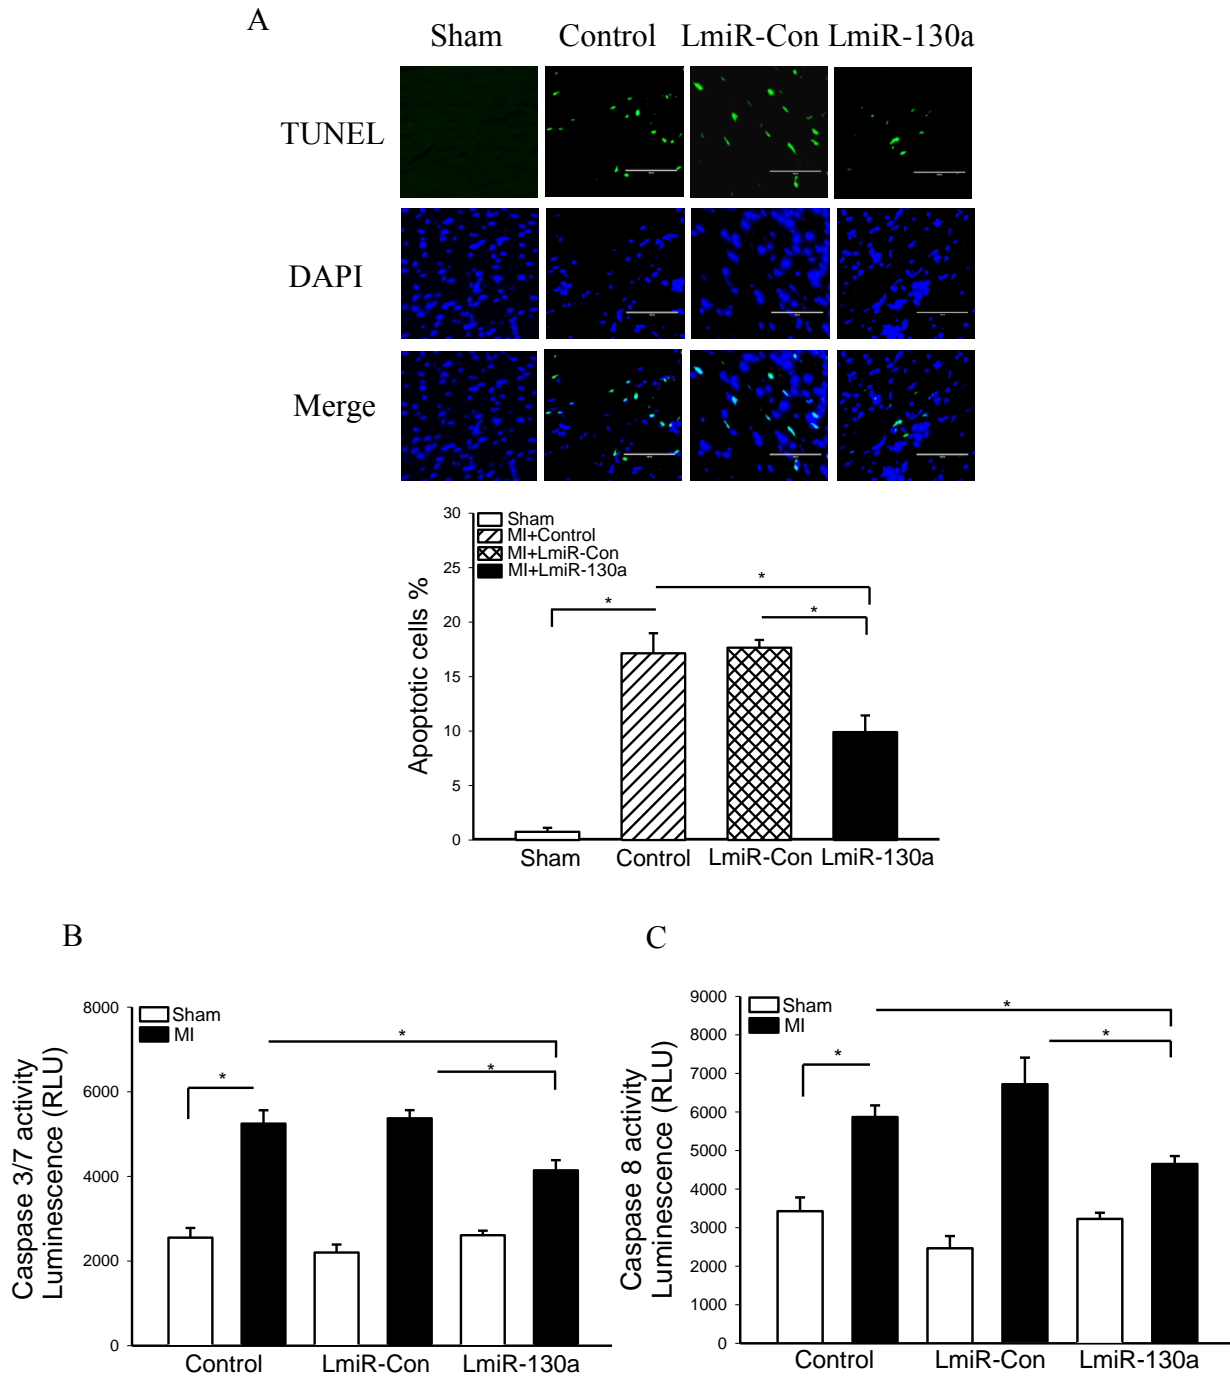 A
Sham Control LmiR-Con LmiR-130a
TUNEL
DAPI
Merge
30
25
20
15
10
5
0
Apoptotic cells %
Sham
MI+Control
MI+LmiR-Con
MI+LmiR-130a
*
*
*
Sham Control LmiR-Con LmiR-130a
B
8000
6000
4000
2000
0
Caspase 3/7 activity
Luminescence (RLU)
Sham
MI
*
*
*
Control LmiR-Con LmiR-130a
C
9000
8000
7000
6000
5000
4000
3000
2000
1000
0
Caspase 8 activity
Luminescence (RLU)
Sham
MI
*
*
*
Control LmiR-Con LmiR-130a